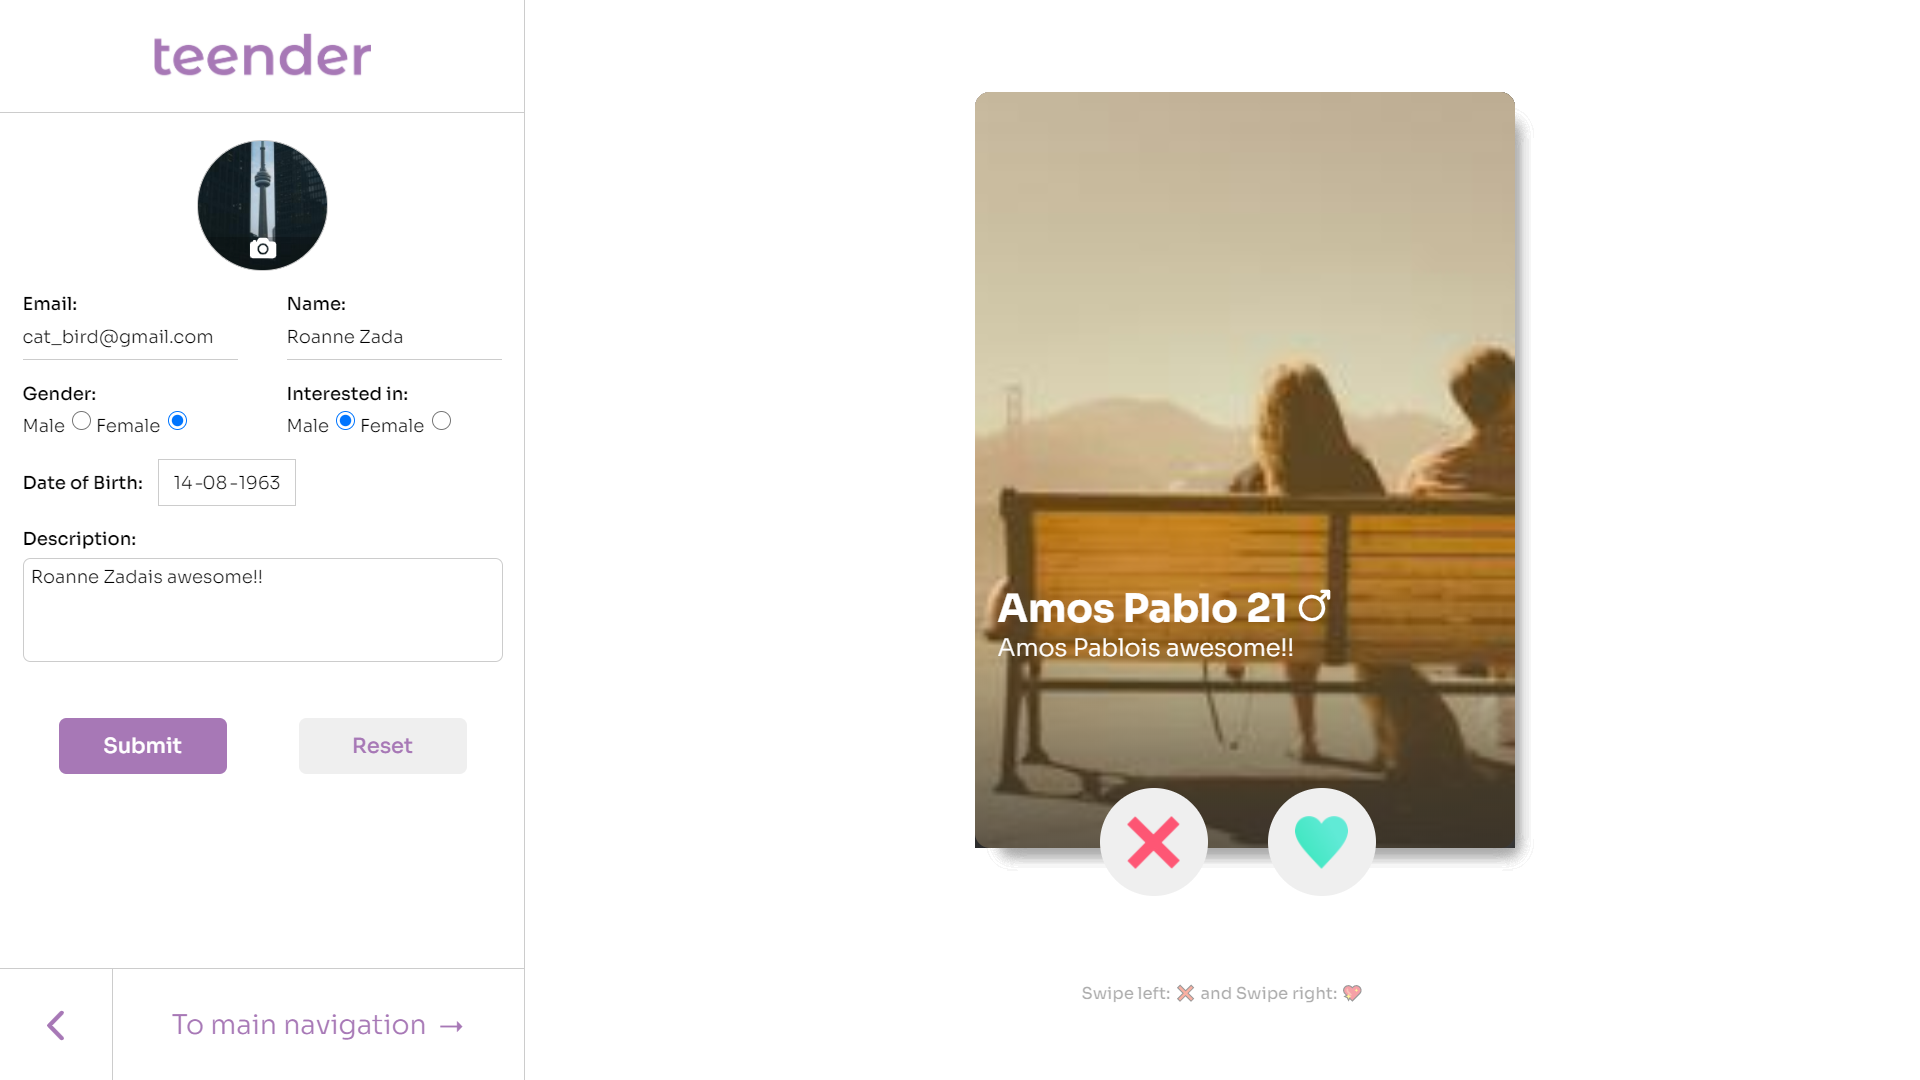 teender
Email:
cat_bird@gmail.com
Name:
Roanne Zada
Gender:
Male Female
Interested in:
Male Female
Date of Birth: 14-08-1963
Description:
Roanne Zadais awesome!!
Submit
Reset
To main navigation →
Amos Pablo 21 ♂
Amos Pablois awesome!!
Swipe left: ❌ and Swipe right: 💖